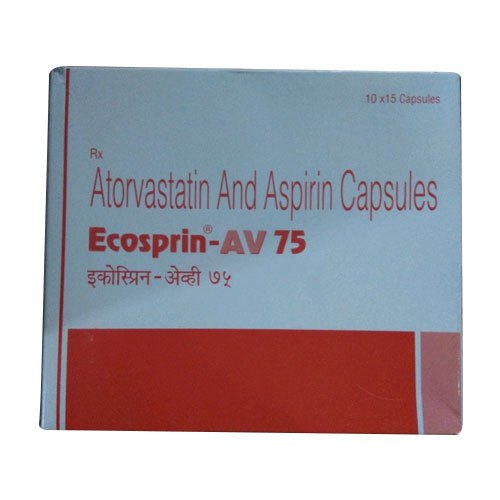 10 x15 Capsules
Rx
Atorvastatin And Aspirin Capsules
Ecosprin®-AV 75
इकोस्प्रिन - अेव्ही ७५